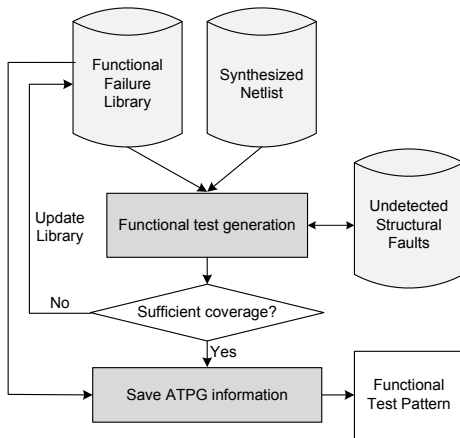 Functional
Failure
Library
Synthesized
Netlist
Functional test generation
Undetected
Structural
Faults
Update
Library
No
Sufficient coverage?
Yes
Save ATPG information
Functional
Test Pattern